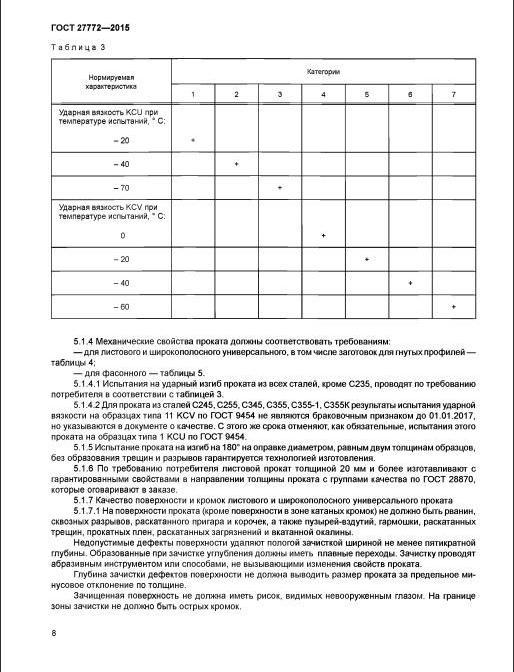 ГОСТ 27772—2015
Таблица 3
Нормируемая характеристика
Категории
1 2 3 4 5 6 7
Ударная вязкость KCU при
температуре испытаний, ° С:
– 20 +
– 40 +
– 70 +
Ударная вязкость KCV при
температуре испытаний, ° С:
0 +
– 20 +
– 40 +
– 60 +
5.1.4 Механические свойства проката должны соответствовать требованиям:
— для листового и широкополосного универсального, в том числе заготовок для гнутых профилей —
таблицы 4;
— для фасонного — таблицы 5.
5.1.4.1 Испытания на ударный изгиб проката из всех сталей, кроме С235, проводят по требованию
потребителя в соответствии с таблицей 3.
5.1.4.2 Для проката из сталей С245, С255, С345, С355, С355-1, С355К результаты испытания ударной
вязкости на образцах типа 11 KCV по ГОСТ 9454 не являются браковочным признаком до 01.01.2017,
но указываются в документе о качестве. С этого же срока отменяют, как обязательные, испытания этого
проката на образцах типа 1 KCU по ГОСТ 9454.
5.1.5 Испытание проката на изгиб на 180° на оправке диаметром, равным двум толщинам образцов,
без образования трещин и разрывов гарантируется технологией изготовления.
5.1.6 По требованию потребителя листовой прокат толщиной 20 мм и более изготавливают с
гарантированными свойствами в направлении толщины проката с группами качества по ГОСТ 28870,
которые оговаривают в заказе.
5.1.7 Качество поверхности и кромок листового и широкополосного универсального проката
5.1.7.1 На поверхности проката (кроме поверхности в зоне катаных кромок) не должно быть рванин,
сквозных разрывов, раскатанного пригара и корочек, а также пузырей-вздутий, гармошки, раскатанных
трещин, прокатных плен, раскатанных загрязнений и вкатанной окалины.
Недопустимые дефекты поверхности удаляют пологой зачисткой шириной не менее пятикратной
глубины. Образованные при зачистке углубления должны иметь плавные переходы. Зачистку проводят
абразивным инструментом или способами, не вызывающими изменения свойств проката.
Глубина зачистки дефектов поверхности не должна выводить размер проката за предельное ми-
нусовое отклонение по толщине.
Зачищенная поверхность не должна иметь рисок, видимых невооруженным глазом. На границе
зоны зачистки не должно быть острых кромок.
8